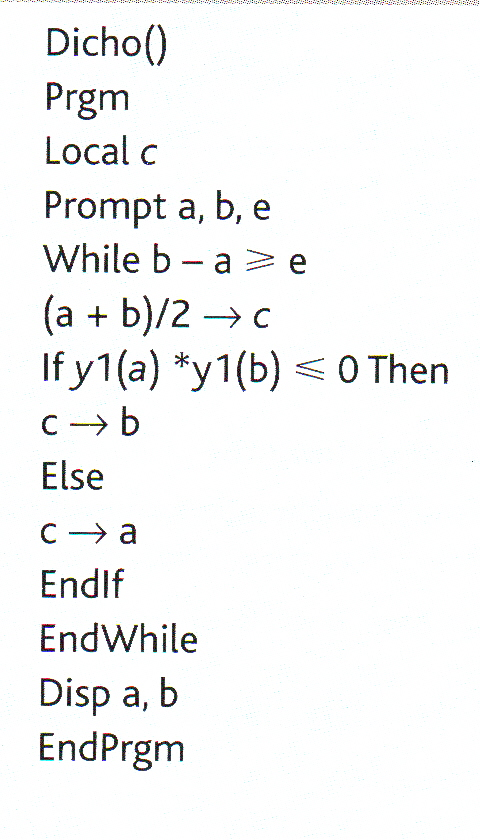 Dicho()
Prgm
Local c
Prompt a, b, e
While b – a ⩾ e
(a + b)/2 → c
If y1(a) *y1(b) ⩽ 0 Then
c → b
Else
c → a
EndIf
EndWhile
Disp a, b
EndPrgm